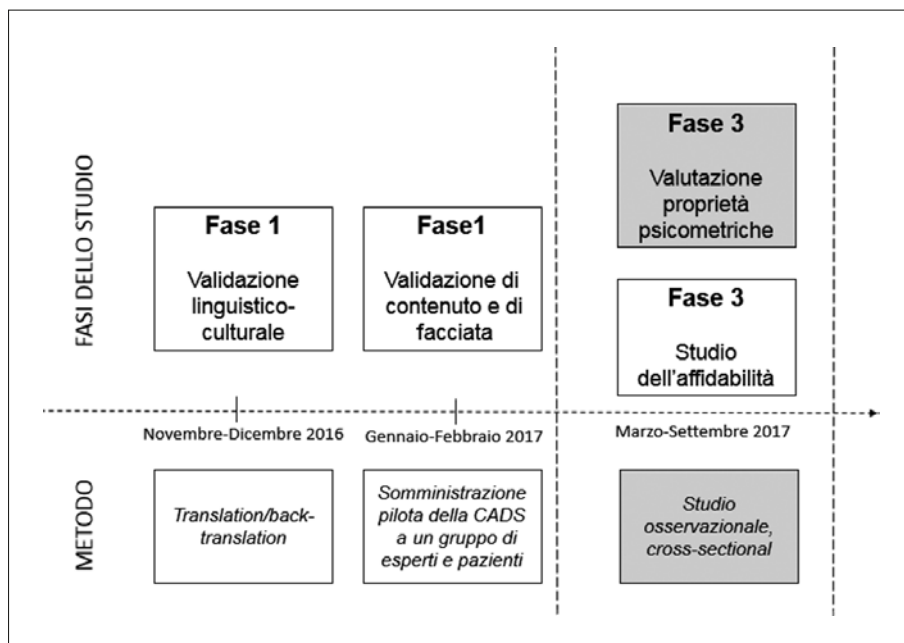 FASI DELLO STUDIO
Fase 1
Validazione
linguistico-
culturale
Fase1
Validazione di
contenuto e di
facciata
Fase 3
Valutazione
proprietà
psicometriche
Fase 3
Studio
dell'affidabilità
Novembre-Dicembre 2016
Gennaio-Febbraio 2017
Marzo-Settembre 2017
METODO
Translation/back-
translation
Somministrazione
pilota della CADS
a un gruppo di
esperti e pazienti
Studio
osservazionale,
cross-sectional